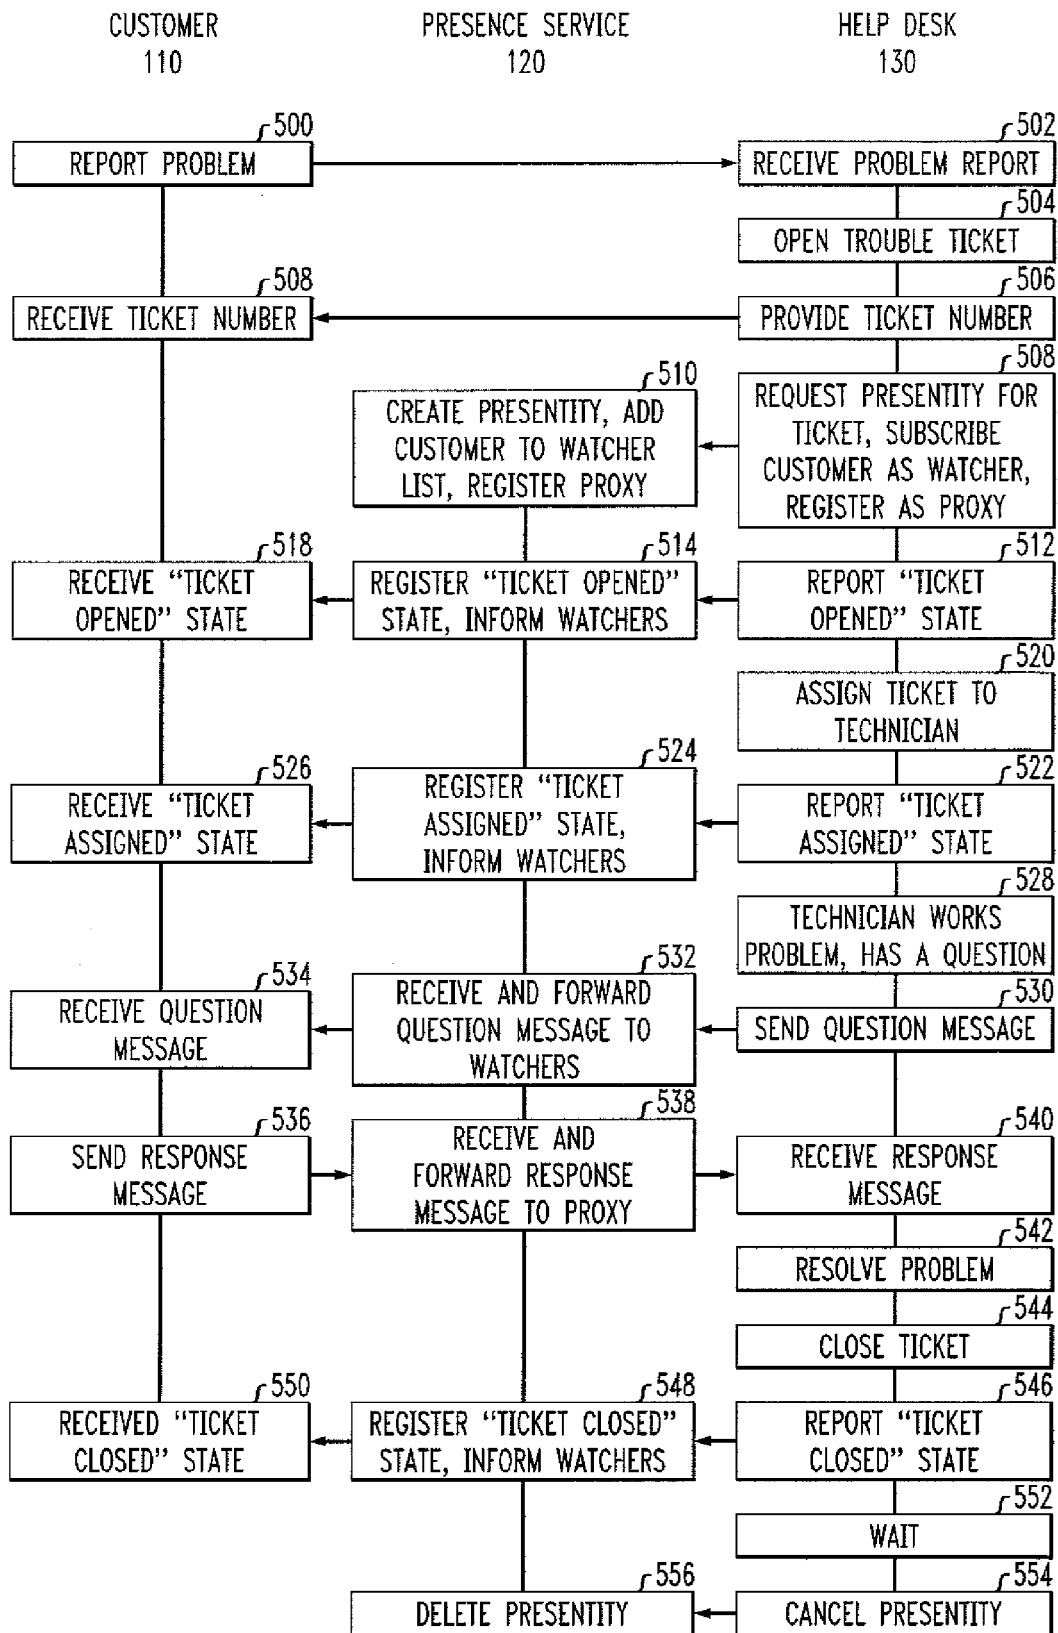 CUSTOMER
110
PRESENCE SERVICE
120
HELP DESK
130
500
REPORT PROBLEM
502
RECEIVE PROBLEM REPORT
504
OPEN TROUBLE TICKET
508
RECEIVE TICKET NUMBER
506
PROVIDE TICKET NUMBER
510
CREATE PRESENTITY, ADD
CUSTOMER TO WATCHER
LIST, REGISTER PROXY
508
REQUEST PRESENTITY FOR
TICKET, SUBSCRIBE
CUSTOMER AS WATCHER,
REGISTER AS PROXY
518
RECEIVE “TICKET
OPENED” STATE
514
REGISTER “TICKET OPENED”
STATE, INFORM WATCHERS
512
REPORT “TICKET
OPENED” STATE
520
ASSIGN TICKET TO
TECHNICIAN
526
RECEIVE “TICKET
ASSIGNED” STATE
524
REGISTER “TICKET
ASSIGNED” STATE,
INFORM WATCHERS
522
REPORT “TICKET
ASSIGNED” STATE
528
TECHNICIAN WORKS
PROBLEM, HAS A QUESTION
534
RECEIVE QUESTION
MESSAGE
532
RECEIVE AND FORWARD
QUESTION MESSAGE TO
WATCHERS
530
SEND QUESTION MESSAGE
536
SEND RESPONSE
MESSAGE
538
RECEIVE AND
FORWARD RESPONSE
MESSAGE TO PROXY
540
RECEIVE RESPONSE
MESSAGE
542
RESOLVE PROBLEM
544
CLOSE TICKET
550
RECEIVED “TICKET
CLOSED” STATE
548
REGISTER “TICKET CLOSED”
STATE, INFORM WATCHERS
546
REPORT “TICKET
CLOSED” STATE
552
WAIT
556
DELETE PRESENTITY
554
CANCEL PRESENTITY